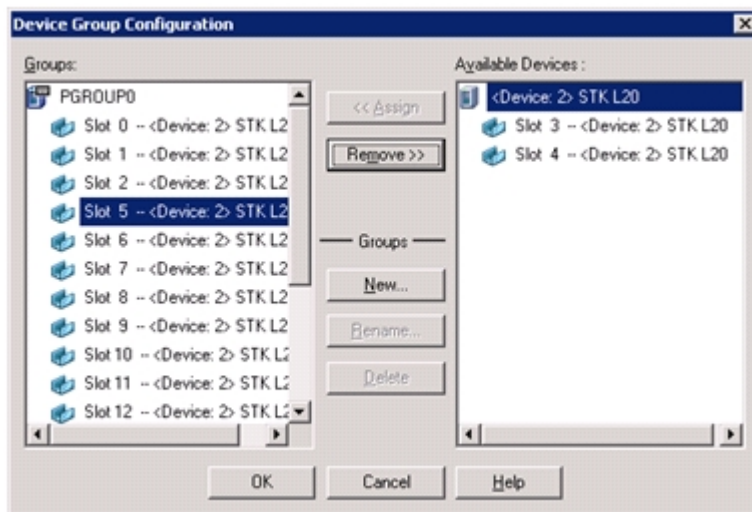 Device Group Configuration
Groups:
PGROUP0
Slot 0 -- <Device: 2> STK L2
Slot 1 -- <Device: 2> STK L2
Slot 2 -- <Device: 2> STK L2
Slot 5 -- <Device: 2> STK L2
Slot 6 -- <Device: 2> STK L2
Slot 7 -- <Device: 2> STK L2
Slot 8 -- <Device: 2> STK L2
Slot 9 -- <Device: 2> STK L2
Slot 10 -- <Device: 2> STK L2
Slot 11 -- <Device: 2> STK L2
Slot 12 -- <Device: 2> STK L2
<< Assign
Remove >>
Groups
New...
Rename...
Delete
Available Devices :
<Device: 2> STK L20
Slot 3 -- <Device: 2> STK L20
Slot 4 -- <Device: 2> STK L20
OK
Cancel
Help